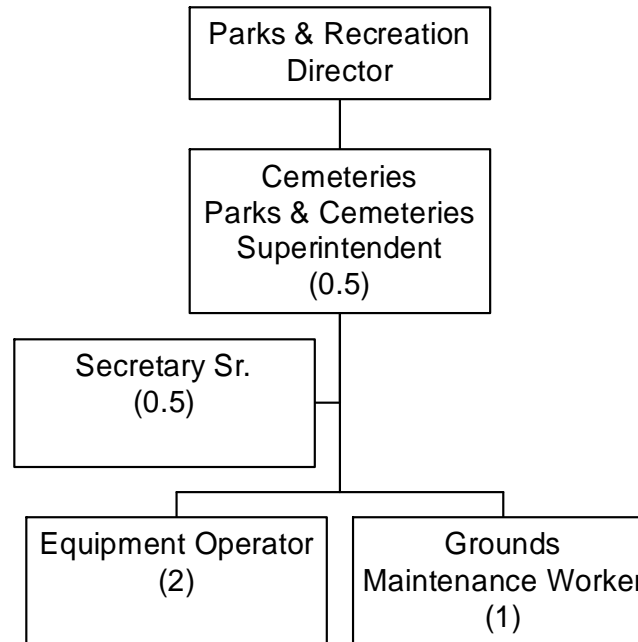 Parks & Recreation
Director
Cemeteries
Parks & Cemeteries
Superintendent
(0.5)
Secretary Sr.
(0.5)
Equipment Operator
(2)
Grounds
Maintenance Worker
(1)